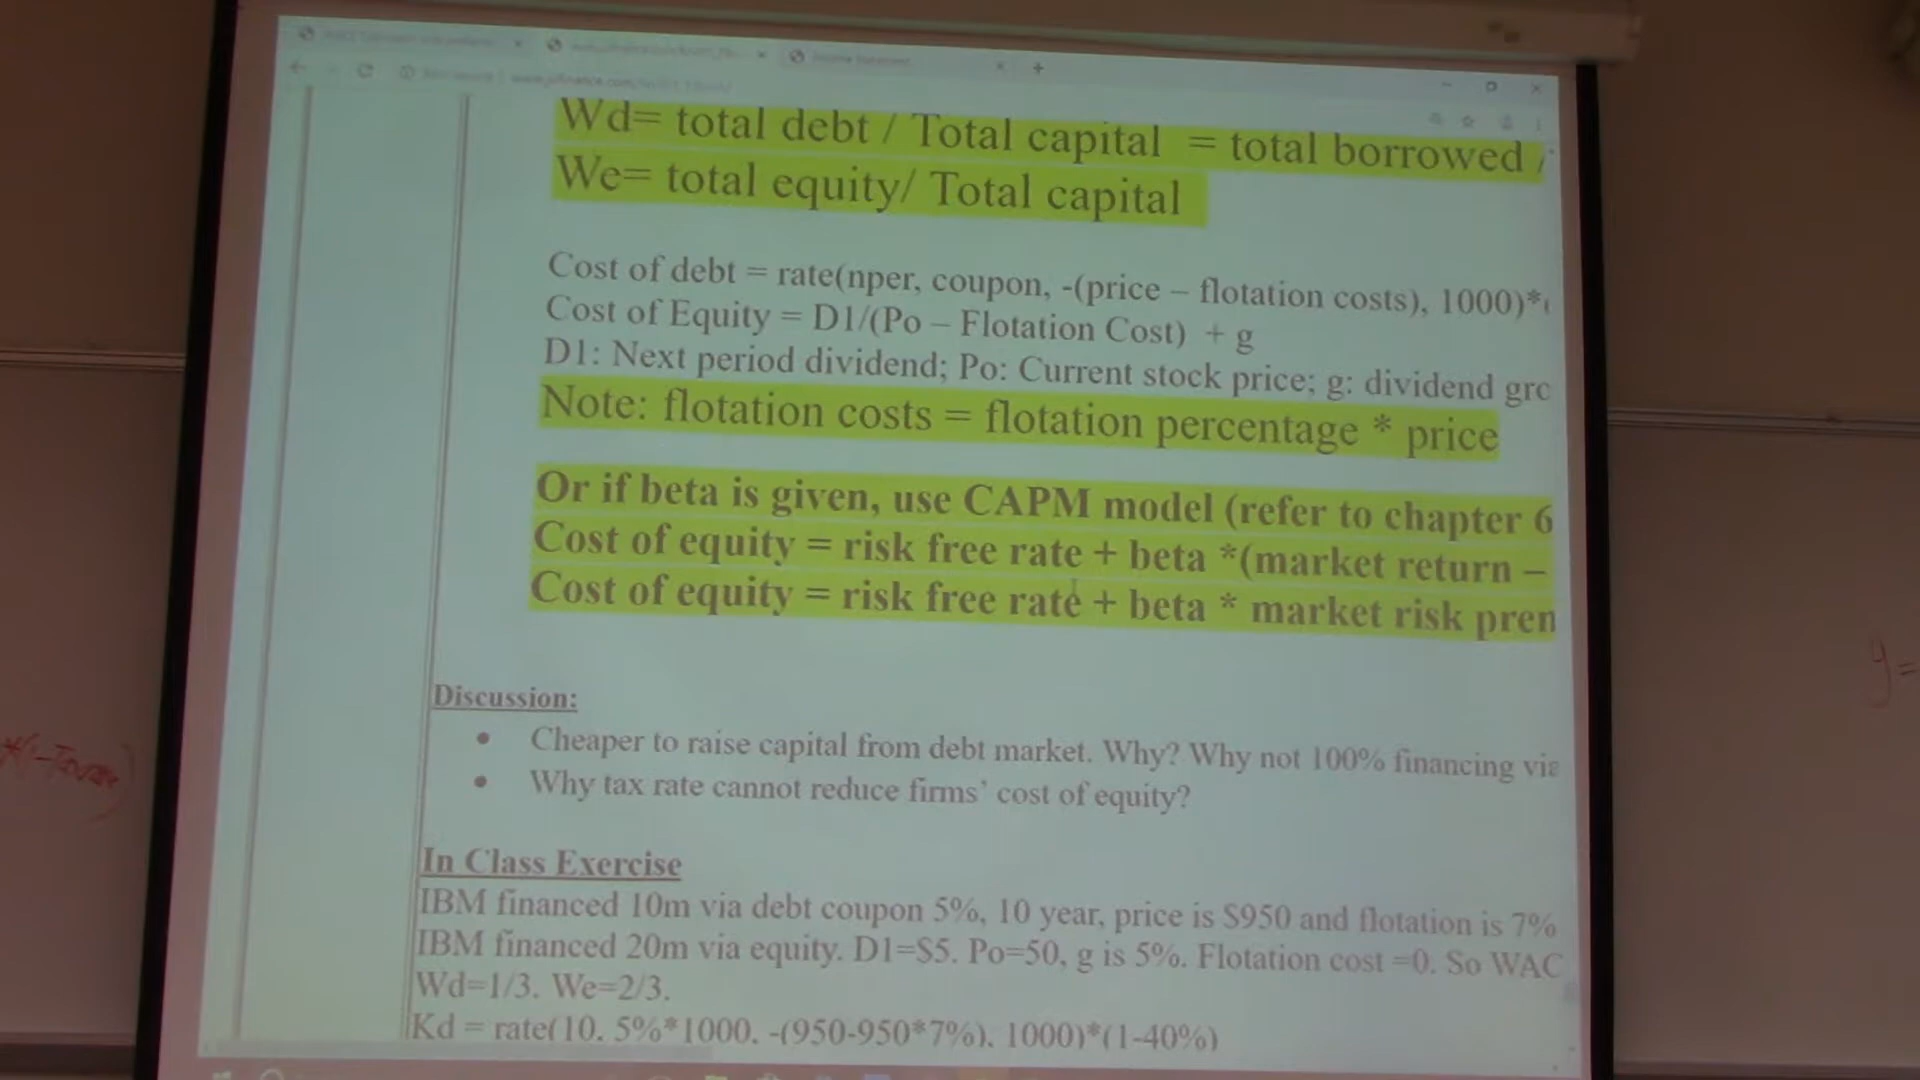 Wd= total debt / Total capital = total borrowed /
We= total equity/ Total capital
Cost of debt = rate(nper, coupon, -(price – flotation costs), 1000)*(
Cost of Equity = D1/(Po – Flotation Cost) + g
D1: Next period dividend; Po: Current stock price; g: dividend gro
Note: flotation costs = flotation percentage * price
Or if beta is given, use CAPM model (refer to chapter 6
Cost of equity = risk free rate + beta *(market return –
Cost of equity = risk free rate + beta * market risk prem
Discussion:
• Cheaper to raise capital from debt market. Why? Why not 100% financing via
• Why tax rate cannot reduce firms’ cost of equity?
In Class Exercise
IBM financed 10m via debt coupon 5%, 10 year, price is $950 and flotation is 7%
IBM financed 20m via equity. D1=$5. Po=50, g is 5%. Flotation cost =0. So WAC
Wd=1/3. We=2/3.
Kd = rate(10. 5%*1000. -(950-950*7%). 1000)*(1-40%)
g=